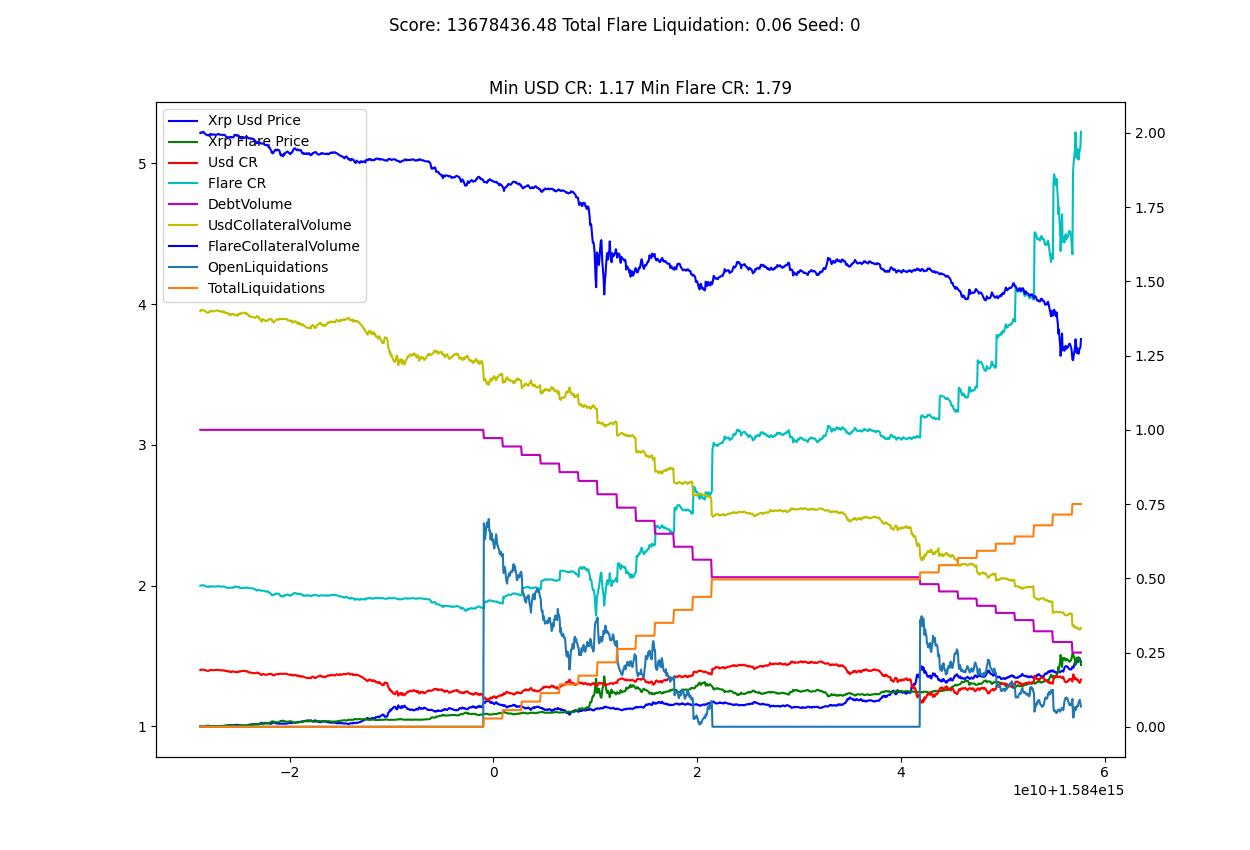 Score: 13678436.48 Total Flare Liquidation: 0.06 Seed: 0
Min USD CR: 1.17 Min Flare CR: 1.79
Xrp Usd Price
Xrp Flare Price
Usd CR
Flare CR
DebtVolume
UsdCollateralVolume
FlareCollateralVolume
OpenLiquidations
TotalLiquidations
5
4
3
2
1
2.00
1.75
1.50
1.25
1.00
0.75
0.50
0.25
0.00
−2
0
2
4
6
1e10+1.584e15